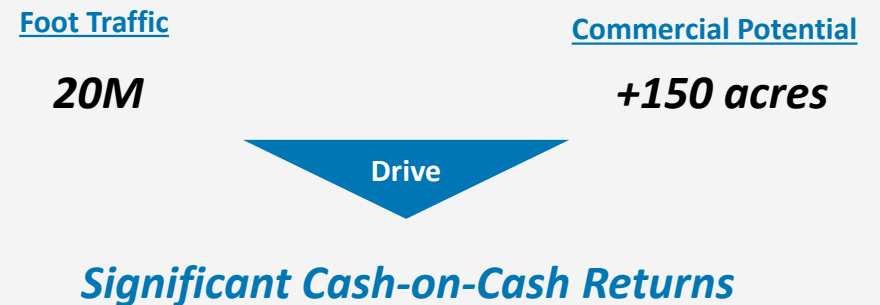 Foot Traffic
Commercial Potential
20M
+150 acres
Drive
Significant Cash-on-Cash Returns